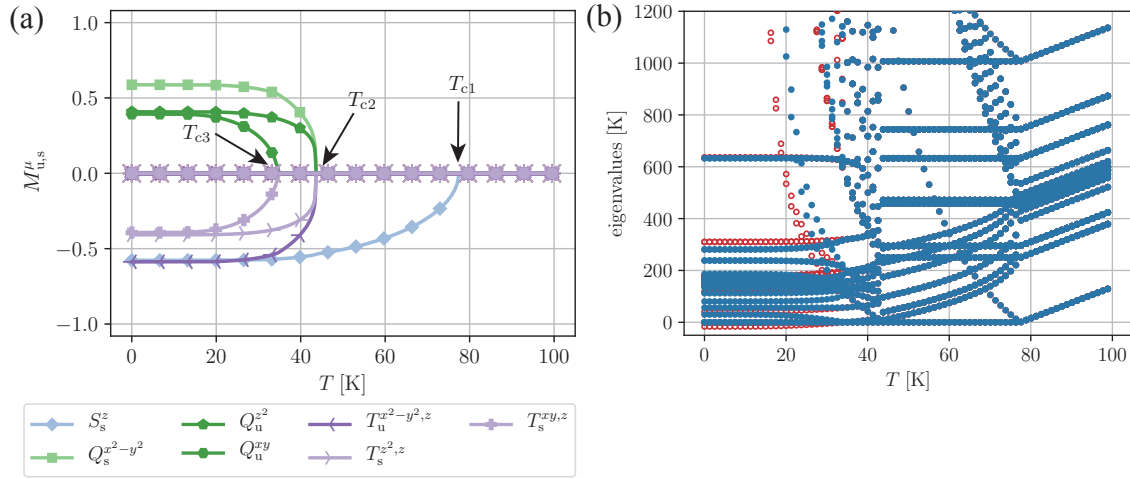 (a)
1.0
0.5
0.0
−0.5
−1.0
M^μ_{u,s}
T_{c3}
T_{c2}
T_{c1}
0 20 40 60 80 100
T [K]
S^z_s
Q^{z^2}_u
T^{x^2−y^2,z}_u
T^{xy,z}_s
Q^{x^2−y^2}_s
Q^{xy}_u
T^{z^2,z}_s
(b)
1200
1000
800
600
400
200
0
eigenvalues [K]
0 20 40 60 80 100
T [K]